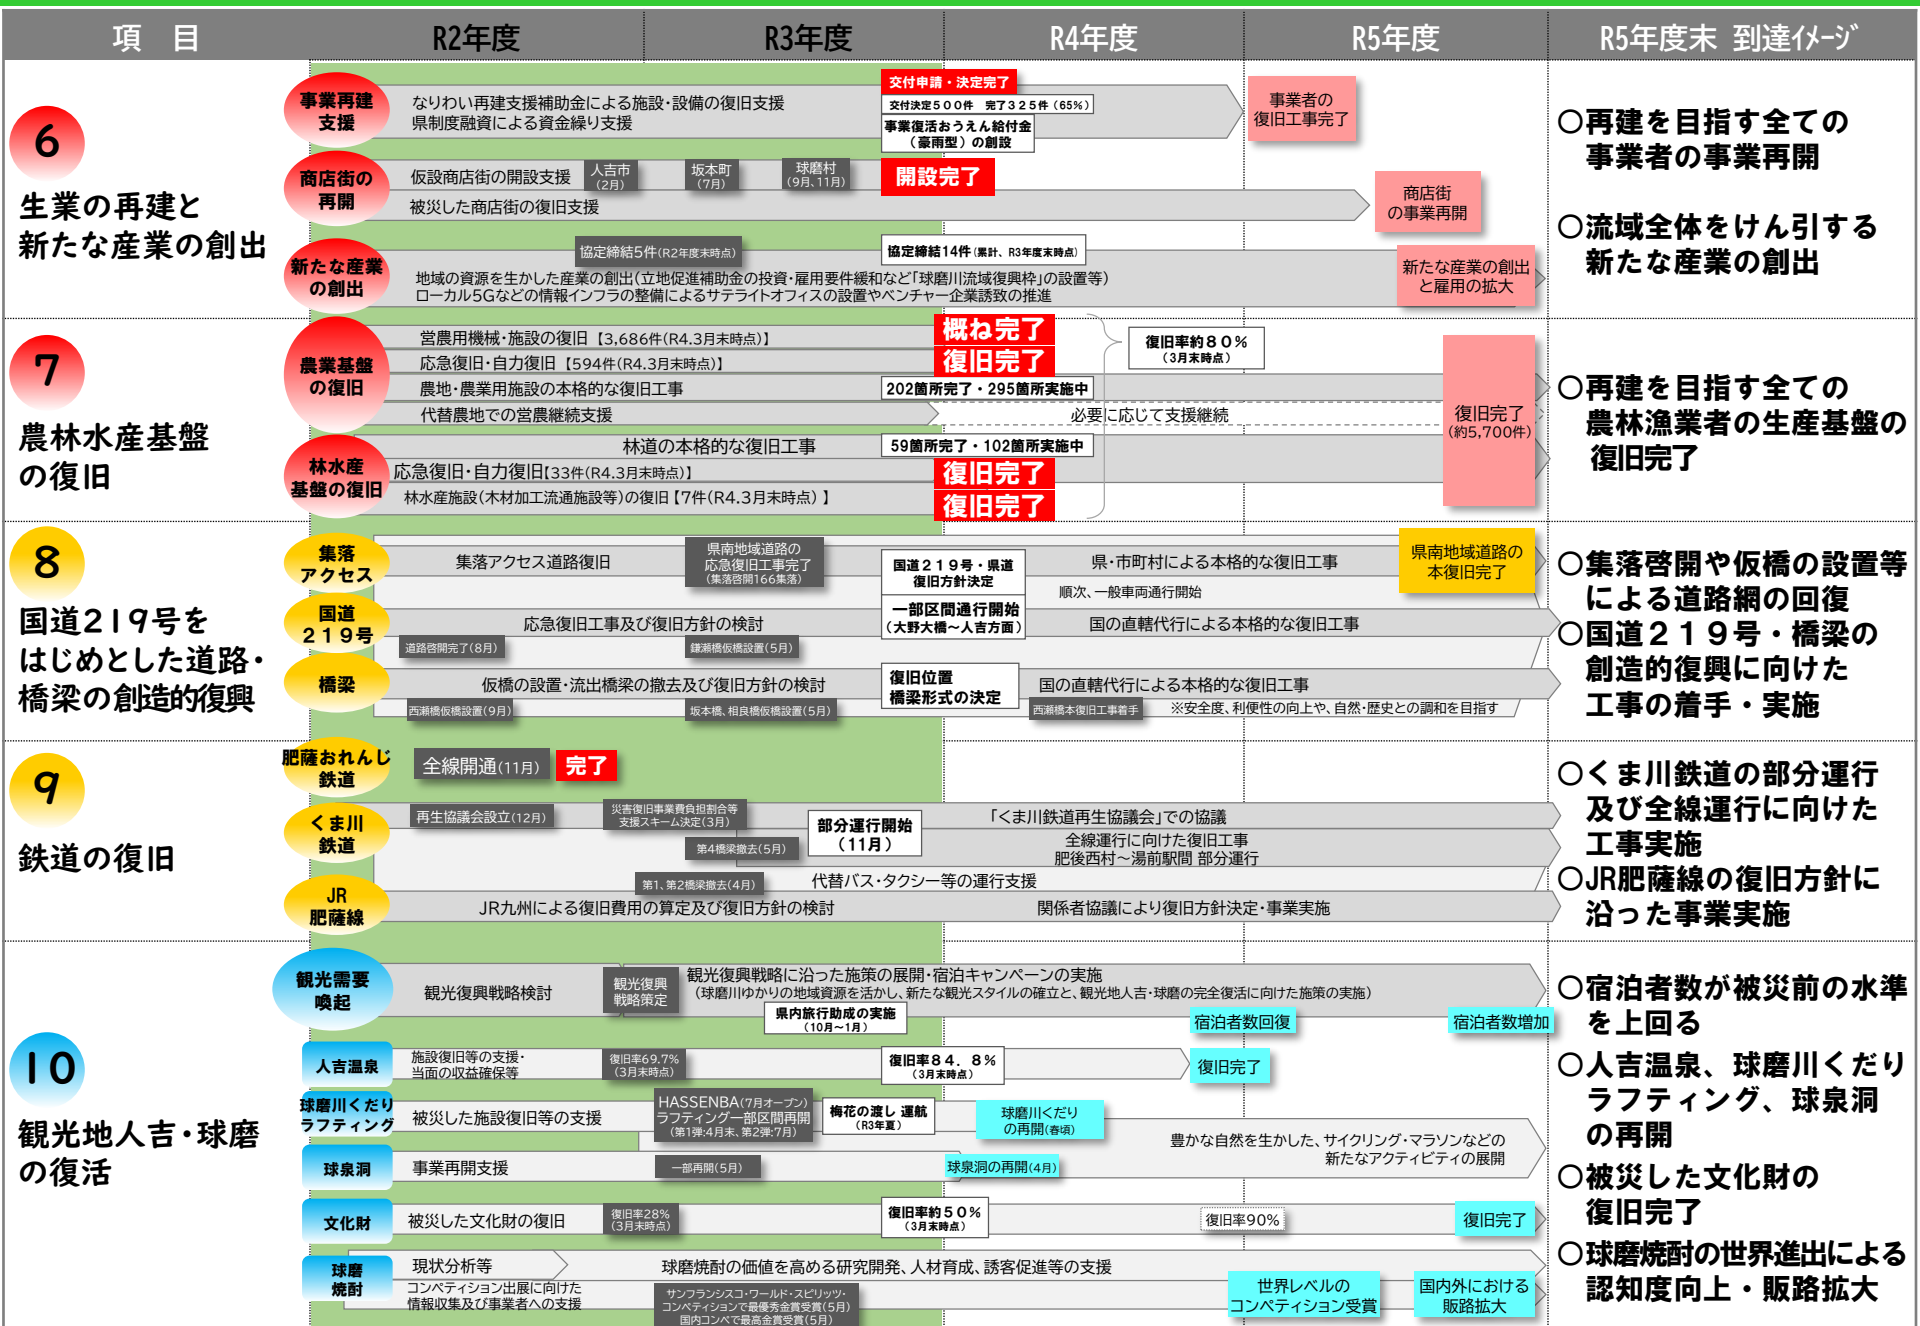 項　目
R2年度
R3年度
R4年度
R5年度
R5年度末 到達イメージ
6
生業の再建と
新たな産業の創出
事業再建
支援
なりわい再建支援補助金による施設・設備の復旧支援
県制度融資による資金繰り支援
交付申請・決定完了
交付決定500件　完了325件（65%）
事業復活おうえん給付金
（豪雨型）の創設
事業者の
復旧工事完了
商店街の
再開
仮設商店街の開設支援
人吉市
（2月）
坂本町
（7月）
球磨村
（9月、11月）
開設完了
被災した商店街の復旧支援
商店街
の事業再開
新たな産業
の創出
協定締結5件（R2年度末時点）
協定締結14件（累計、R3年度末時点）
地域の資源を生かした産業の創出（立地促進補助金の投資・雇用要件緩和など「球磨川流域復興枠」の設置等）
ローカル5Gなどの情報インフラの整備によるサテライトオフィスの設置やベンチャー企業誘致の推進
新たな産業の創出
と雇用の拡大
○再建を目指す全ての
事業者の事業再開
○流域全体をけん引する
新たな産業の創出
7
農林水産基盤
の復旧
農業基盤
の復旧
営農用機械・施設の復旧【3,686件（R4.3月末時点）】
概ね完了
応急復旧・自力復旧【594件（R4.3月末時点）】
復旧完了
農地・農業用施設の本格的な復旧工事
202箇所完了・295箇所実施中
代替農地での営農継続支援
必要に応じて支援継続
復旧率約80%
（3月末時点）
林水産
基盤の復旧
林道の本格的な復旧工事
59箇所完了・102箇所実施中
応急復旧・自力復旧【33件（R4.3月末時点）】
復旧完了
林水産施設（木材加工流通施設等）の復旧【7件（R4.3月末時点）】
復旧完了
復旧完了
（約5,700件）
○再建を目指す全ての
農林漁業者の生産基盤の
復旧完了
8
国道219号を
はじめとした道路・
橋梁の創造的復興
集落
アクセス
集落アクセス道路復旧
県南地域道路の
応急復旧工事完了
（集落啓開166集落）
国道219号・県道
復旧方針決定
県・市町村による本格的な復旧工事
県南地域道路の
本復旧完了
順次、一般車両通行開始
国道
219号
応急復旧工事及び復旧方針の検討
一部区間通行開始
（大野大橋～人吉方面）
国の直轄代行による本格的な復旧工事
道路啓開完了（8月）
鎌瀬橋仮橋設置（5月）
橋梁
仮橋の設置・流出橋梁の撤去及び復旧方針の検討
復旧位置
橋梁形式の決定
国の直轄代行による本格的な復旧工事
西瀬橋仮橋設置（9月）
坂本橋、相良橋仮橋設置（5月）
西瀬橋本復旧工事着手
※安全度、利便性の向上や、自然・歴史との調和を目指す
○集落啓開や仮橋の設置等
による道路網の回復
○国道219号・橋梁の
創造的復興に向けた
工事の着手・実施
9
鉄道の復旧
肥薩おれんじ
鉄道
全線開通（11月）
完了
くま川
鉄道
再生協議会設立（12月）
災害復旧事業費負担割合等
支援スキーム決定（3月）
部分運行開始
（11月）
「くま川鉄道再生協議会」での協議
第4橋梁撤去（5月）
全線運行に向けた復旧工事
肥後西村～湯前駅間 部分運行
第1、第2橋梁撤去（4月）
代替バス・タクシー等の運行支援
JR
肥薩線
JR九州による復旧費用の算定及び復旧方針の検討
関係者協議により復旧方針決定・事業実施
○くま川鉄道の部分運行
及び全線運行に向けた
工事実施
○JR肥薩線の復旧方針に
沿った事業実施
10
観光地人吉・球磨
の復活
観光需要
喚起
観光復興戦略検討
観光復興
戦略策定
観光復興戦略に沿った施策の展開・宿泊キャンペーンの実施
（球磨川ゆかりの地域資源を活かし、新たな観光スタイルの確立と、観光地人吉・球磨の完全復活に向けた施策の実施）
県内旅行助成の実施
（10月～1月）
宿泊者数回復
宿泊者数増加
人吉温泉
施設復旧等の支援・
当面の収益確保等
復旧率69.7%
（3月末時点）
復旧率84．8%
（3月末時点）
復旧完了
球磨川くだり
ラフティング
被災した施設復旧等の支援
HASSENBA（7月オープン）
ラフティング一部区間再開
（第1弾:4月末、第2弾:7月）
梅花の渡し 運航
（R3年夏）
球磨川くだり
の再開（春頃）
豊かな自然を生かした、サイクリング・マラソンなどの
新たなアクティビティの展開
球泉洞
事業再開支援
一部再開（5月）
球泉洞の再開（4月）
文化財
被災した文化財の復旧
復旧率28%
（3月末時点）
復旧率約50%
（3月末時点）
復旧率90%
復旧完了
球磨
焼酎
現状分析等
球磨焼酎の価値を高める研究開発、人材育成、誘客促進等の支援
コンペティション出展に向けた
情報収集及び事業者への支援
サンフランシスコ・ワールド・スピリッツ・
コンペティションで最優秀金賞受賞（5月）
国内コンペで最高金賞受賞（5月）
世界レベルの
コンペティション受賞
国内外における
販路拡大
○宿泊者数が被災前の水準
を上回る
○人吉温泉、球磨川くだり
ラフティング、球泉洞
の再開
○被災した文化財の
復旧完了
○球磨焼酎の世界進出による
認知度向上・販路拡大